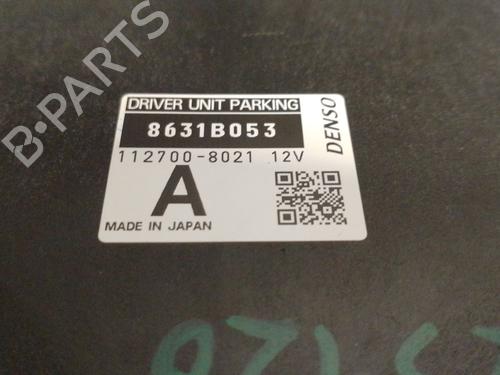 DRIVER UNIT PARKING
8631B053
112700-8021 12V
A
MADE IN JAPAN
DENSO
B-PARTS